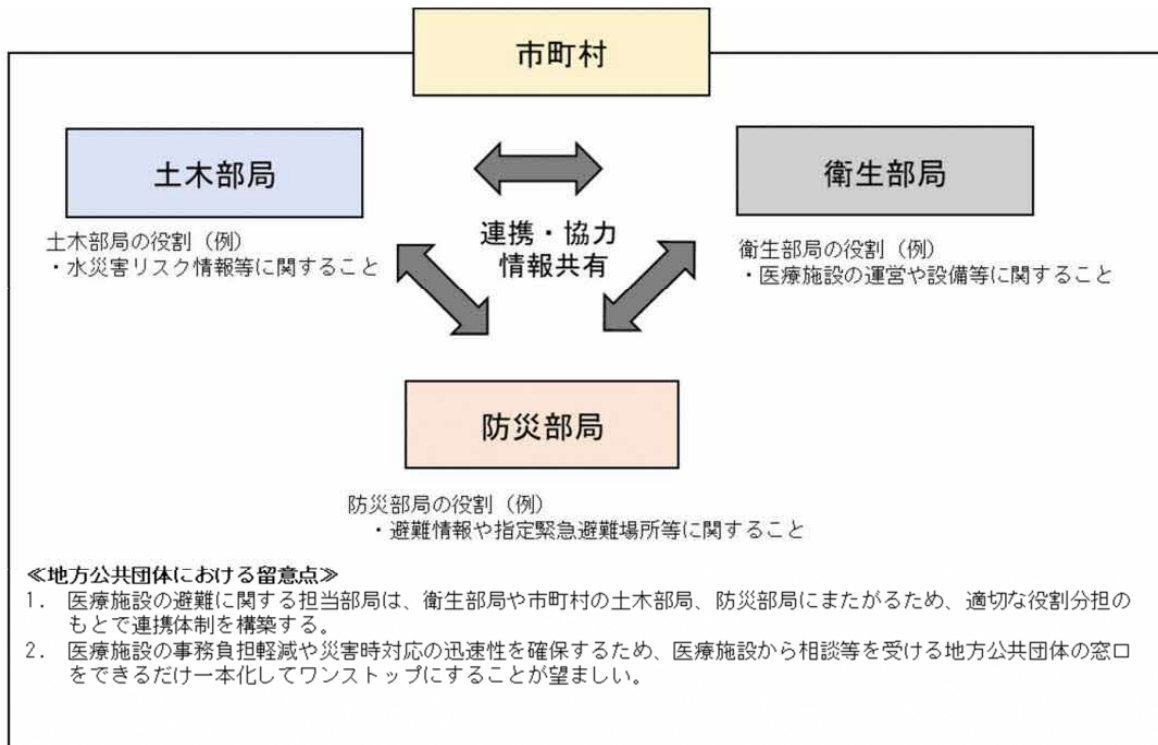 市町村
土木部局
衛生部局
土木部局の役割（例）
・水災害リスク情報等に関すること
連携・協力
情報共有
衛生部局の役割（例）
・医療施設の運営や設備等に関すること
防災部局
防災部局の役割（例）
・避難情報や指定緊急避難場所等に関すること
≪地方公共団体における留意点≫
1. 医療施設の避難に関する担当部局は、衛生部局や市町村の土木部局、防災部局にまたがるため、適切な役割分担の
もとで連携体制を構築する。
2. 医療施設の事務負担軽減や災害時対応の迅速性を確保するため、医療施設から相談等を受ける地方公共団体の窓口
をできるだけ一本化してワンストップにすることが望ましい。